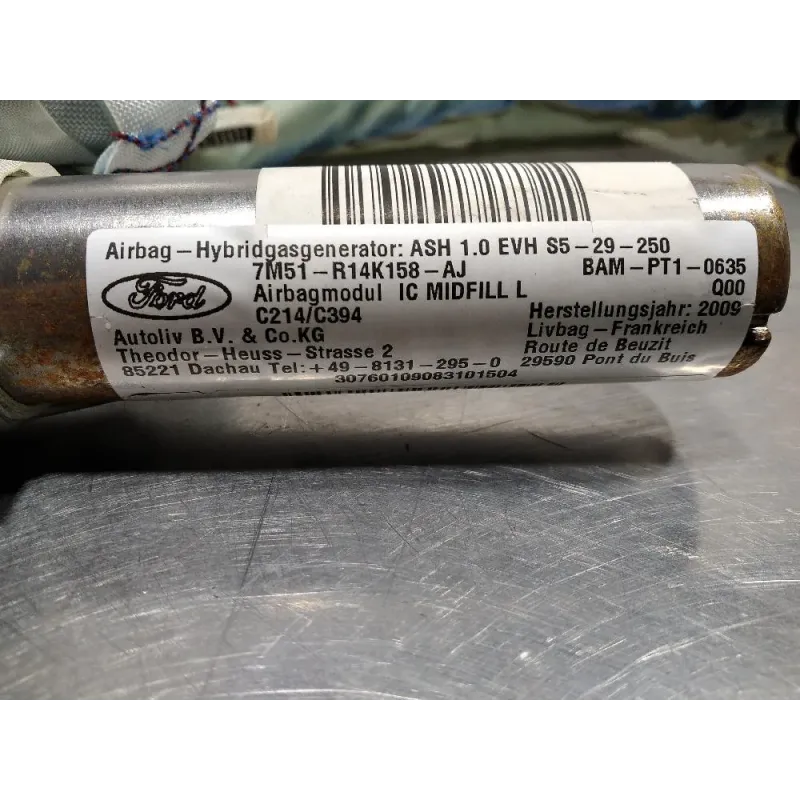 Airbag-Hybridgasgenerator: ASH 1.0 EVH S5-29-250
7M51-R14K158-AJ BAM-PT1-0635
Ford Airbagmodul IC MIDFILL L Q00
C214/C394 Herstellungsjahr: 2009
Autoliv B.V. & Co.KG Livbag-Frankreich
Theodor-Heuss-Strasse 2 Route de Beuzit
85221 Dachau Tel:+49-8131-295-0 29590 Pont du Buis
30760109083101504